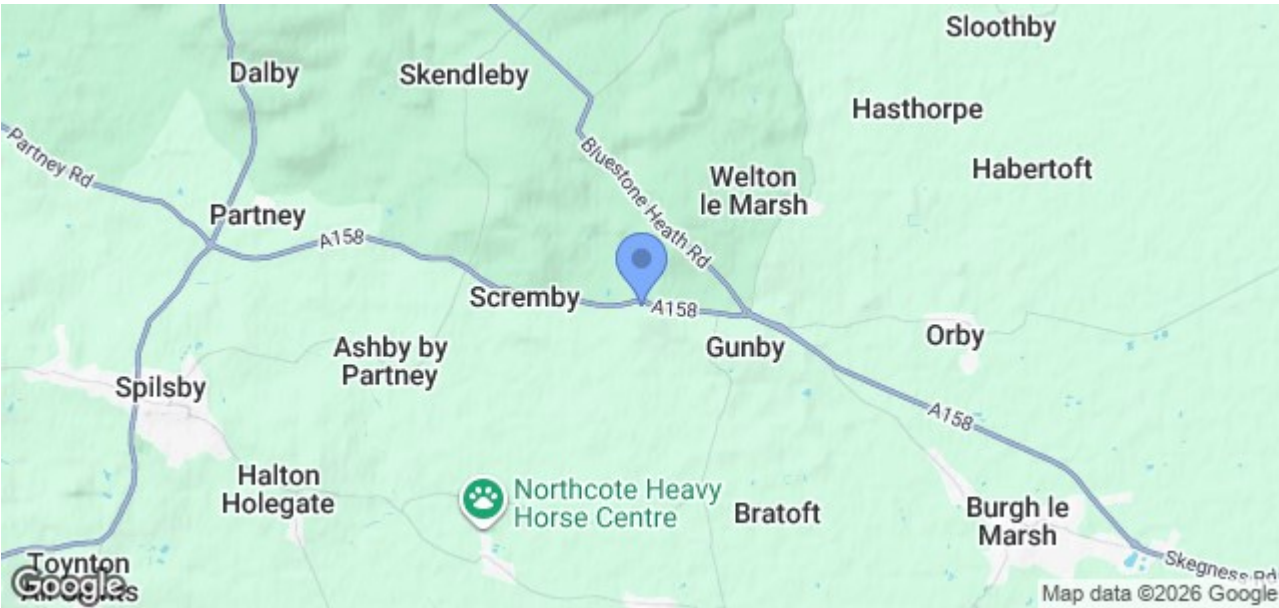 Sloothby
Dalby
Skendleby
Hasthorpe
Partney Rd
Bluestone Heath Rd
Welton
le Marsh
Habertoft
Partney
A158
Scremby
A158
Orby
Ashby by
Partney
Gunby
Spilsby
A158
Halton
Holegate
Northcote Heavy
Horse Centre
Bratoft
Burgh le
Marsh
Toynton
Skegness Rd
Google
Map data ©2026 Google